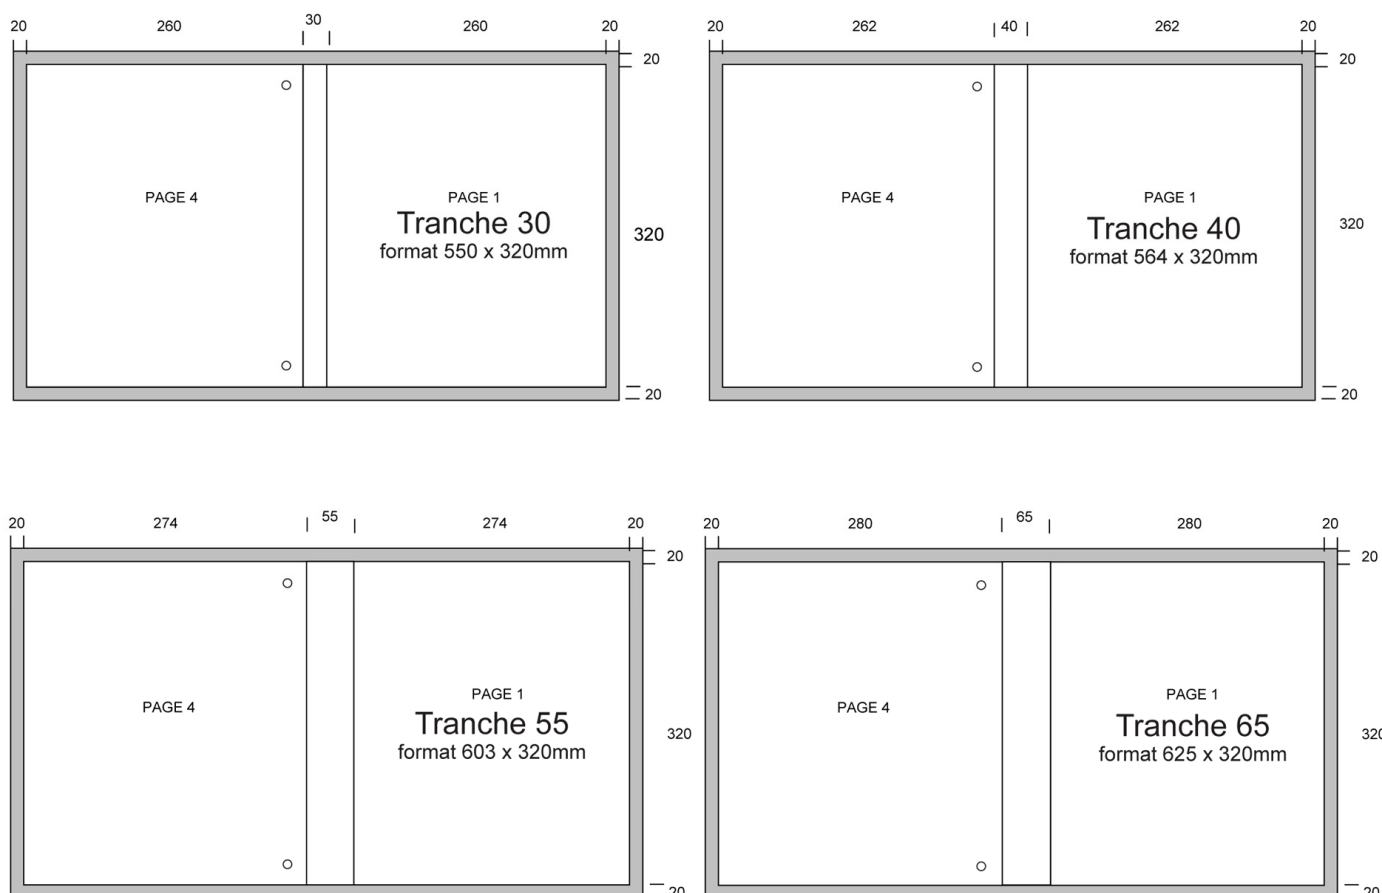 20 260 30 260 20
20
PAGE 4
PAGE 1
Tranche 30
format 550 x 320mm
320
20
20 262 40 262 20
20
PAGE 4
PAGE 1
Tranche 40
format 564 x 320mm
320
20
20 274 55 274 20
20
PAGE 4
PAGE 1
Tranche 55
format 603 x 320mm
320
20
20 280 65 280 20
20
PAGE 4
PAGE 1
Tranche 65
format 625 x 320mm
320
20